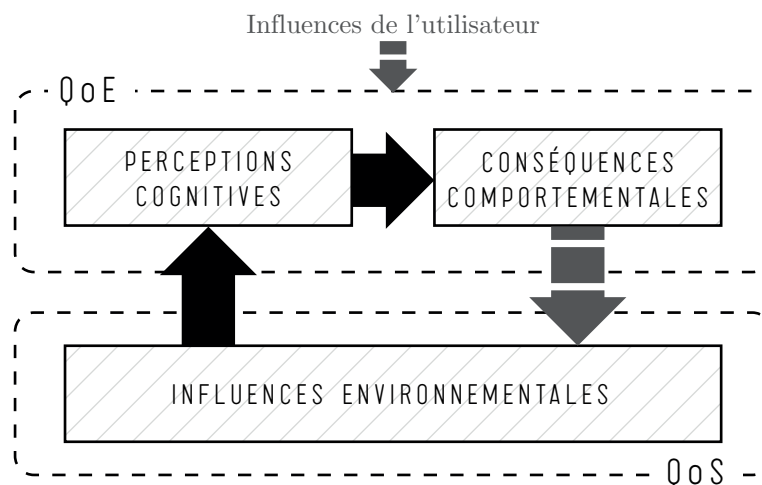 Influences de l'utilisateur
QoE
PERCEPTIONS
COGNITIVES
CONSÉQUENCES
COMPORTEMENTALES
INFLUENCES ENVIRONNEMENTALES
QoS